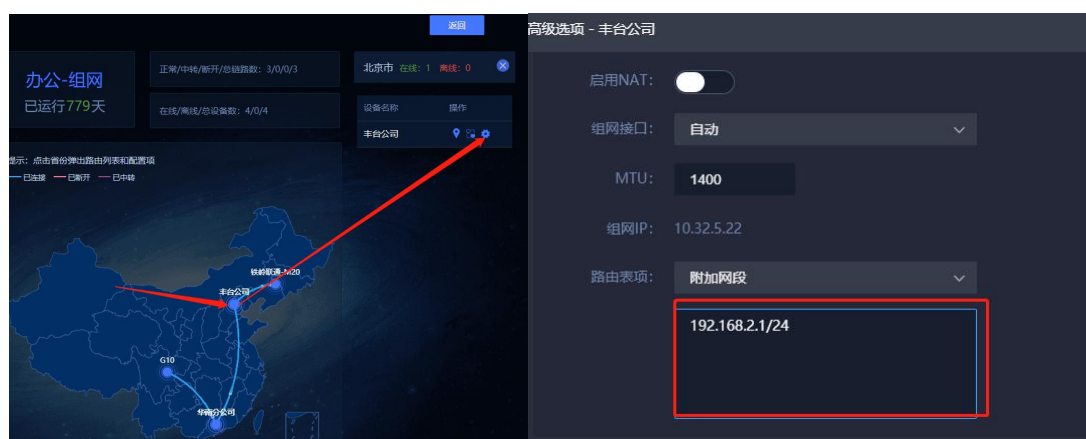 返回
办公-组网
已运行779天
正常/中转/断开/总链路数：3/0/0/3
在线/离线/总设备数：4/0/4
北京市 在线：1 离线：0
设备名称 操作
丰台公司
提示：点击省份弹出路由列表和配置项
已连接 已断开 已中转
铁岭联通-M20
丰台公司
G10
华南分公司
高级选项 - 丰台公司
启用NAT：
组网接口： 自动
MTU： 1400
组网IP： 10.32.5.22
路由表项： 附加网段
192.168.2.1/24